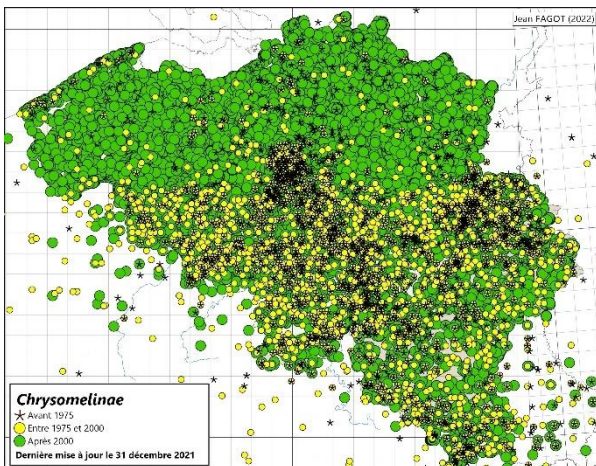 Jean FAGOT (2022)
Chrysomelinae
Avant 1975
Entre 1975 et 2000
Après 2000
Dernière mise à jour le 31 décembre 2021